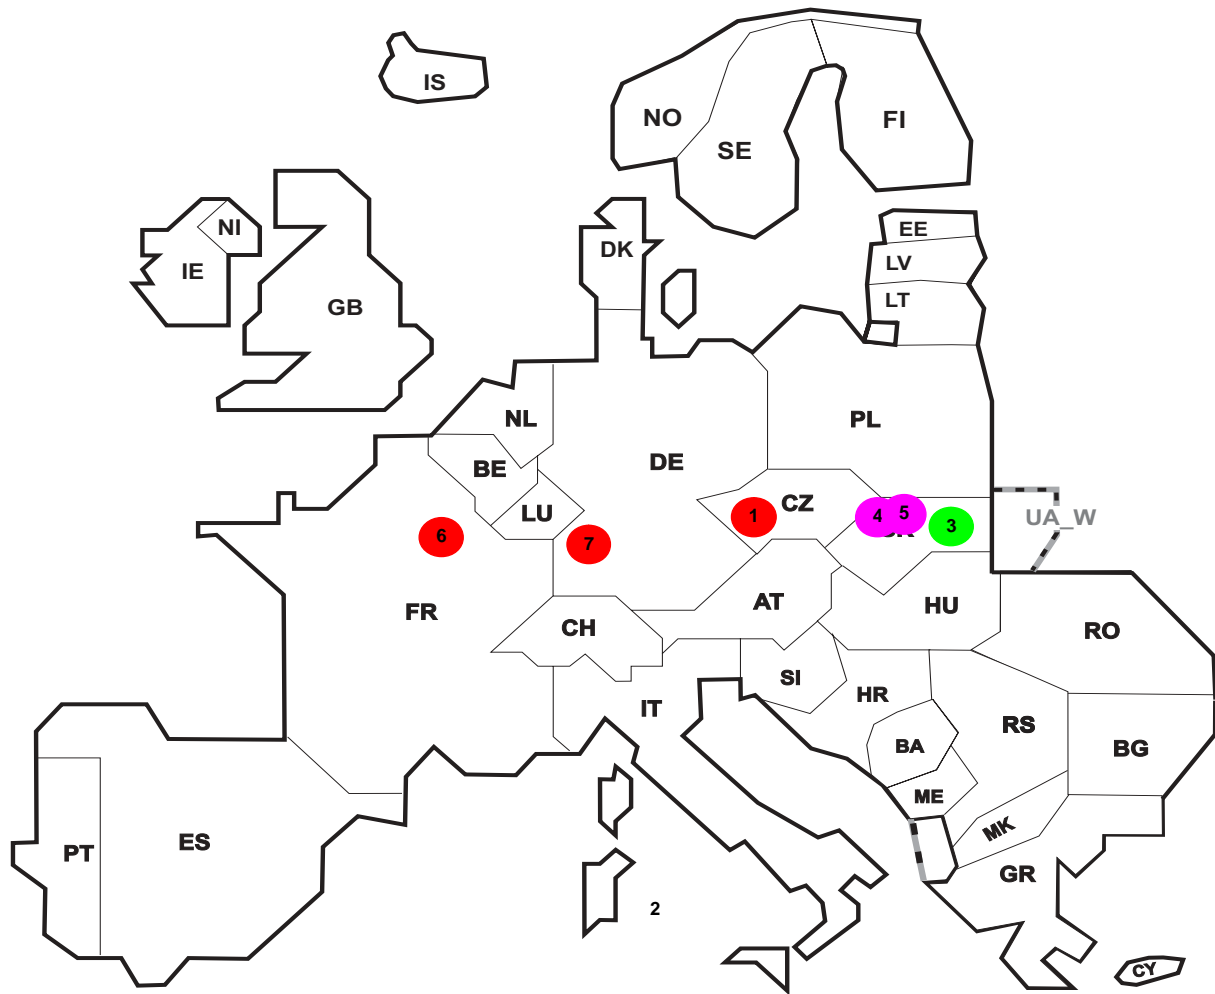 IS
NO
FI
SE
NI
EE
DK
LV
IE
LT
GB
NL
PL
BE
DE
CZ
LU
1
4
5
3
UA_W
6
7
FR
AT
HU
CH
RO
SI
HR
IT
RS
BA
BG
ME
MK
ES
PT
GR
2
CY